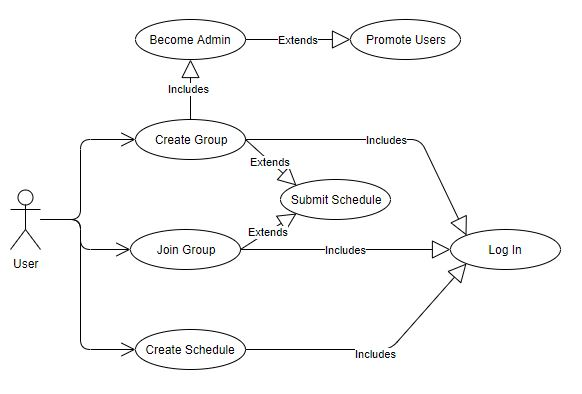 Become Admin
Extends
Promote Users
Includes
Create Group
Includes
Extends
Submit Schedule
Extends
User
Join Group
Includes
Log In
Create Schedule
Includes